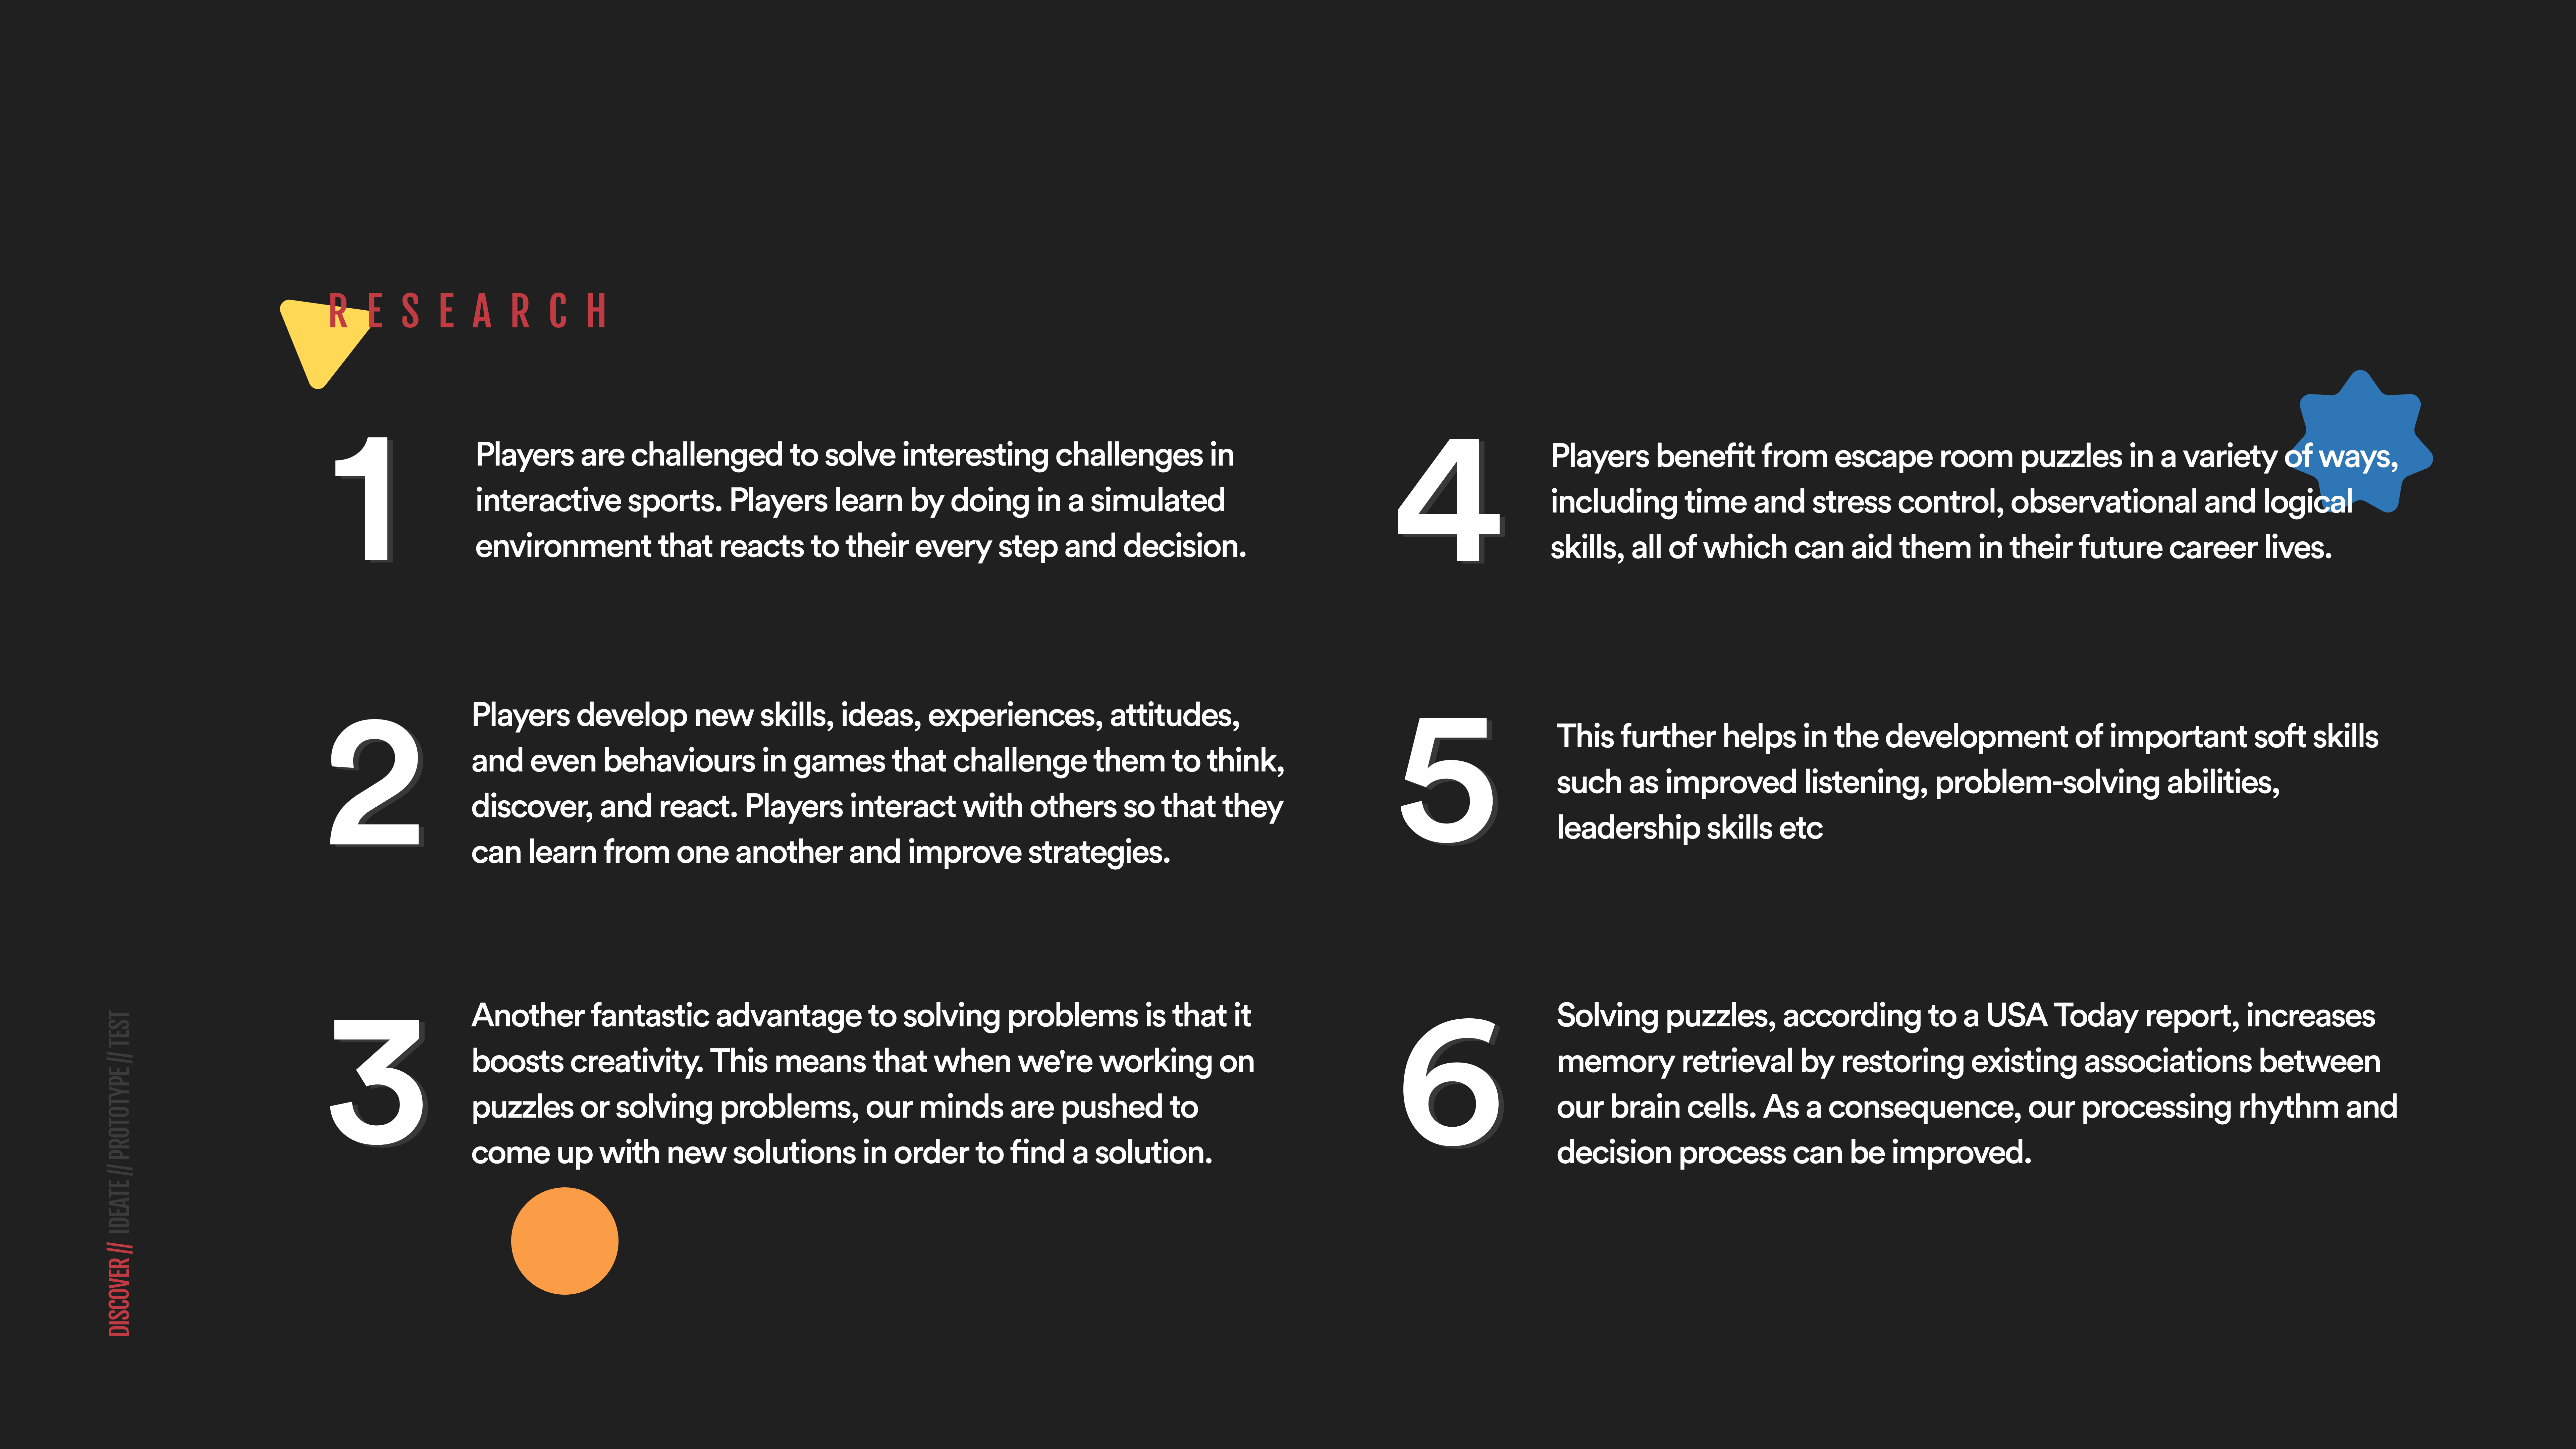 RESEARCH
1
Players are challenged to solve interesting challenges in
interactive sports. Players learn by doing in a simulated
environment that reacts to their every step and decision.
2
Players develop new skills, ideas, experiences, attitudes,
and even behaviours in games that challenge them to think,
discover, and react. Players interact with others so that they
can learn from one another and improve strategies.
3
Another fantastic advantage to solving problems is that it
boosts creativity. This means that when we're working on
puzzles or solving problems, our minds are pushed to
come up with new solutions in order to find a solution.
4
Players benefit from escape room puzzles in a variety of ways,
including time and stress control, observational and logical
skills, all of which can aid them in their future career lives.
5
This further helps in the development of important soft skills
such as improved listening, problem-solving abilities,
leadership skills etc
6
Solving puzzles, according to a USA Today report, increases
memory retrieval by restoring existing associations between
our brain cells. As a consequence, our processing rhythm and
decision process can be improved.
DISCOVER // IDEATE // PROTOTYPE // TEST